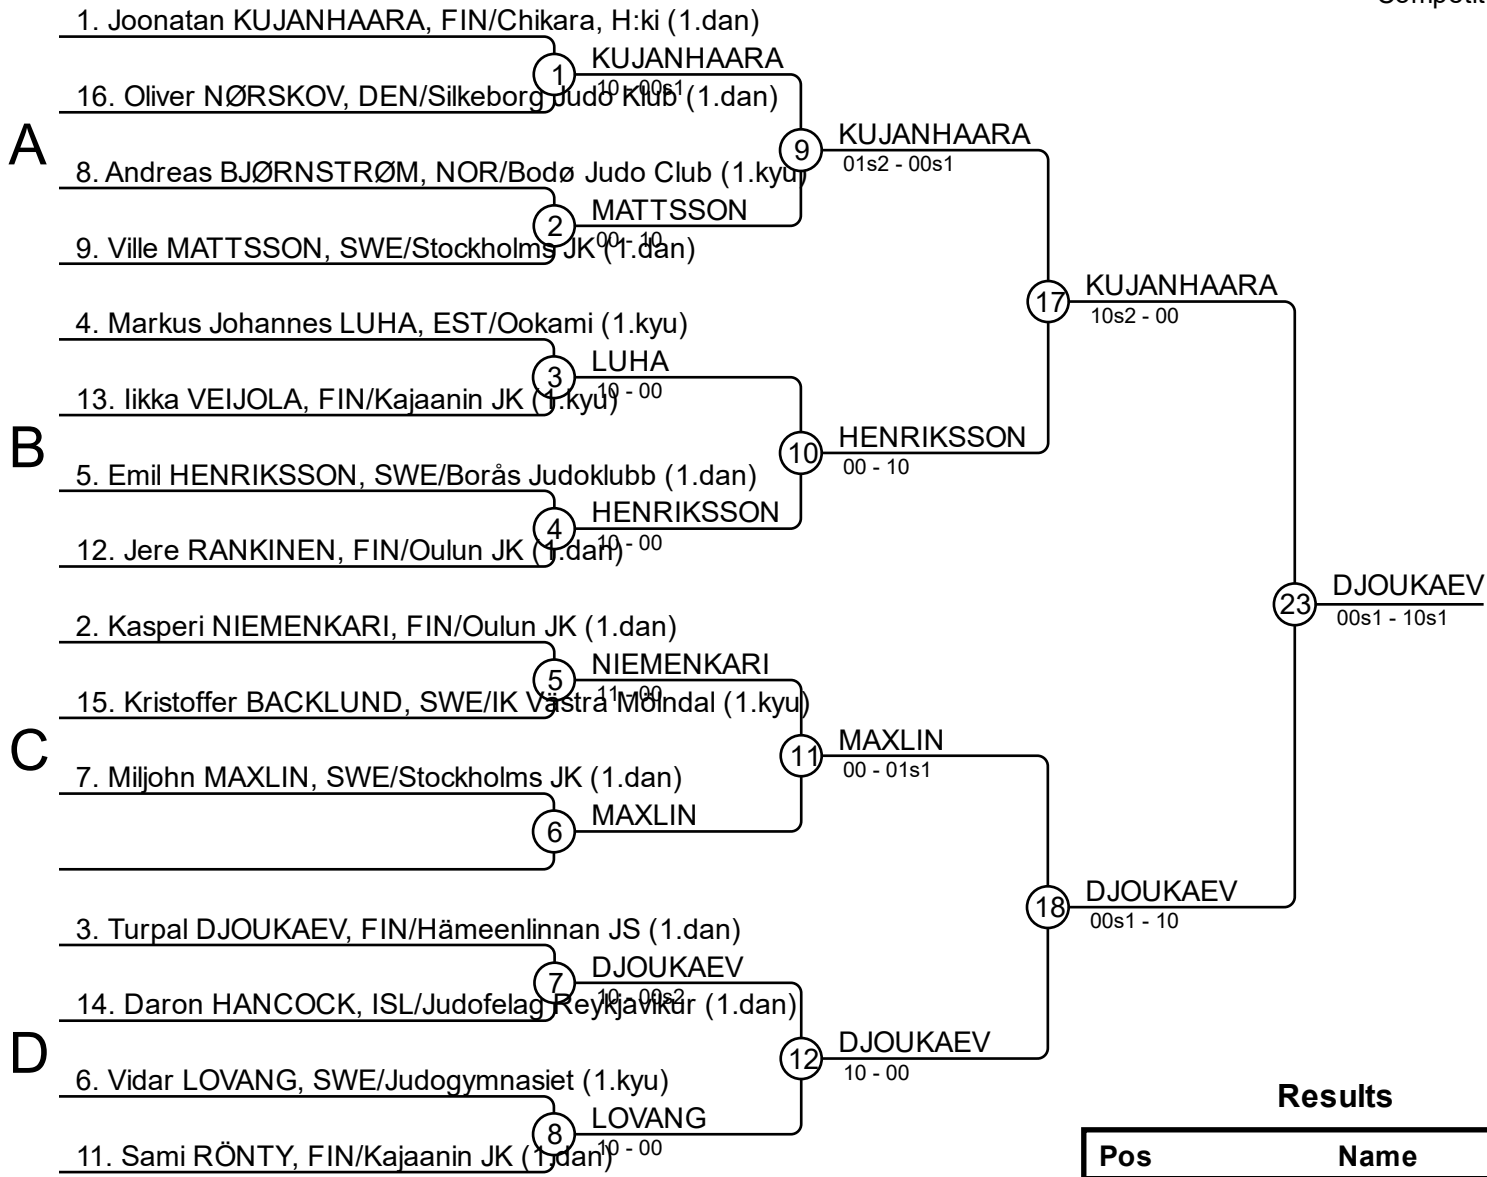 Competit
1. Joonatan KUJANHAARA, FIN/Chikara, H:ki (1.dan)
1
KUJANHAARA
10 - 00s1
16. Oliver NØRSKOV, DEN/Silkeborg Judo Klub (1.dan)
A
9
KUJANHAARA
01s2 - 00s1
8. Andreas BJØRNSTRØM, NOR/Bodø Judo Club (1.kyu)
2
MATTSSON
00 - 10
9. Ville MATTSSON, SWE/Stockholms JK (1.dan)
17
KUJANHAARA
10s2 - 00
4. Markus Johannes LUHA, EST/Ookami (1.kyu)
3
LUHA
10 - 00
13. Iikka VEIJOLA, FIN/Kajaanin JK (1.kyu)
B
10
HENRIKSSON
00 - 10
5. Emil HENRIKSSON, SWE/Borås Judoklubb (1.dan)
4
HENRIKSSON
10 - 00
12. Jere RANKINEN, FIN/Oulun JK (1.dan)
23
DJOUKAEV
00s1 - 10s1
2. Kasperi NIEMENKARI, FIN/Oulun JK (1.dan)
5
NIEMENKARI
11 - 00
15. Kristoffer BACKLUND, SWE/IK Västra Mölndal (1.kyu)
C
11
MAXLIN
00 - 01s1
7. Miljohn MAXLIN, SWE/Stockholms JK (1.dan)
6
MAXLIN
18
DJOUKAEV
00s1 - 10
3. Turpal DJOUKAEV, FIN/Hämeenlinnan JS (1.dan)
7
DJOUKAEV
10 - 00s2
14. Daron HANCOCK, ISL/Judofelag Reykjavikur (1.dan)
D
12
DJOUKAEV
10 - 00
6. Vidar LOVANG, SWE/Judogymnasiet (1.kyu)
8
LOVANG
10 - 00
11. Sami RÖNTY, FIN/Kajaanin JK (1.dan)
Results
Pos Name